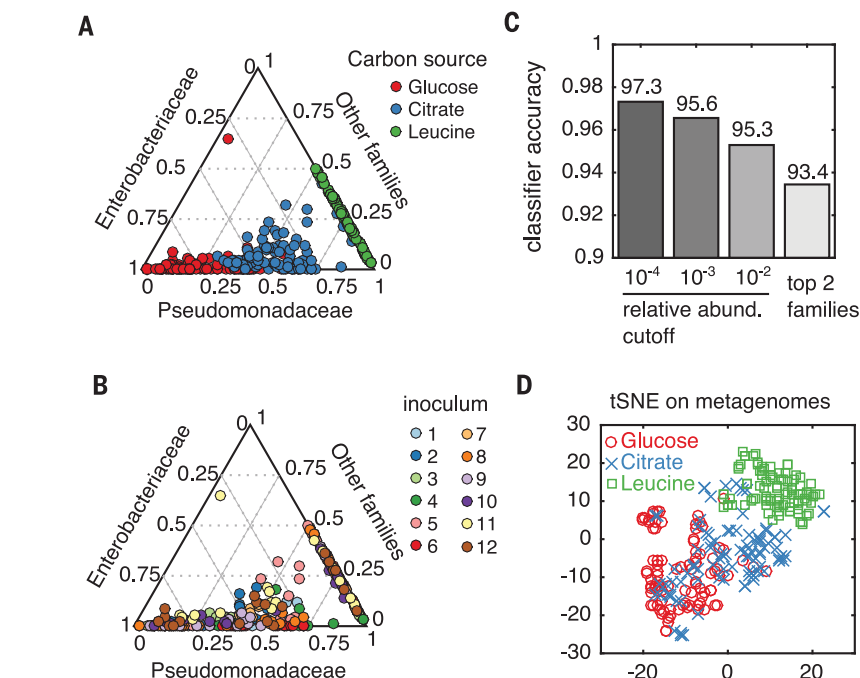 A
Carbon source
Glucose
Citrate
Leucine
0 1
0.25 0.75
0.5 0.5
0.75 0.25
1 0
0 0.25 0.5 0.75 1
Enterobacteriaceae
Other families
Pseudomonadaceae
C
classifier accuracy
1
0.98
0.96
0.94
0.92
0.9
97.3
95.6
95.3
93.4
10-4 10-3 10-2 top 2
families
relative abund.
cutoff
B
inoculum
1 7
2 8
3 9
4 10
5 11
6 12
0 1
0.25 0.75
0.5 0.5
0.75 0.25
1 0
0 0.25 0.5 0.75 1
Enterobacteriaceae
Other families
Pseudomonadaceae
D
tSNE on metagenomes
Glucose
Citrate
Leucine
30
20
10
0
-10
-20
-30
-20 0 20